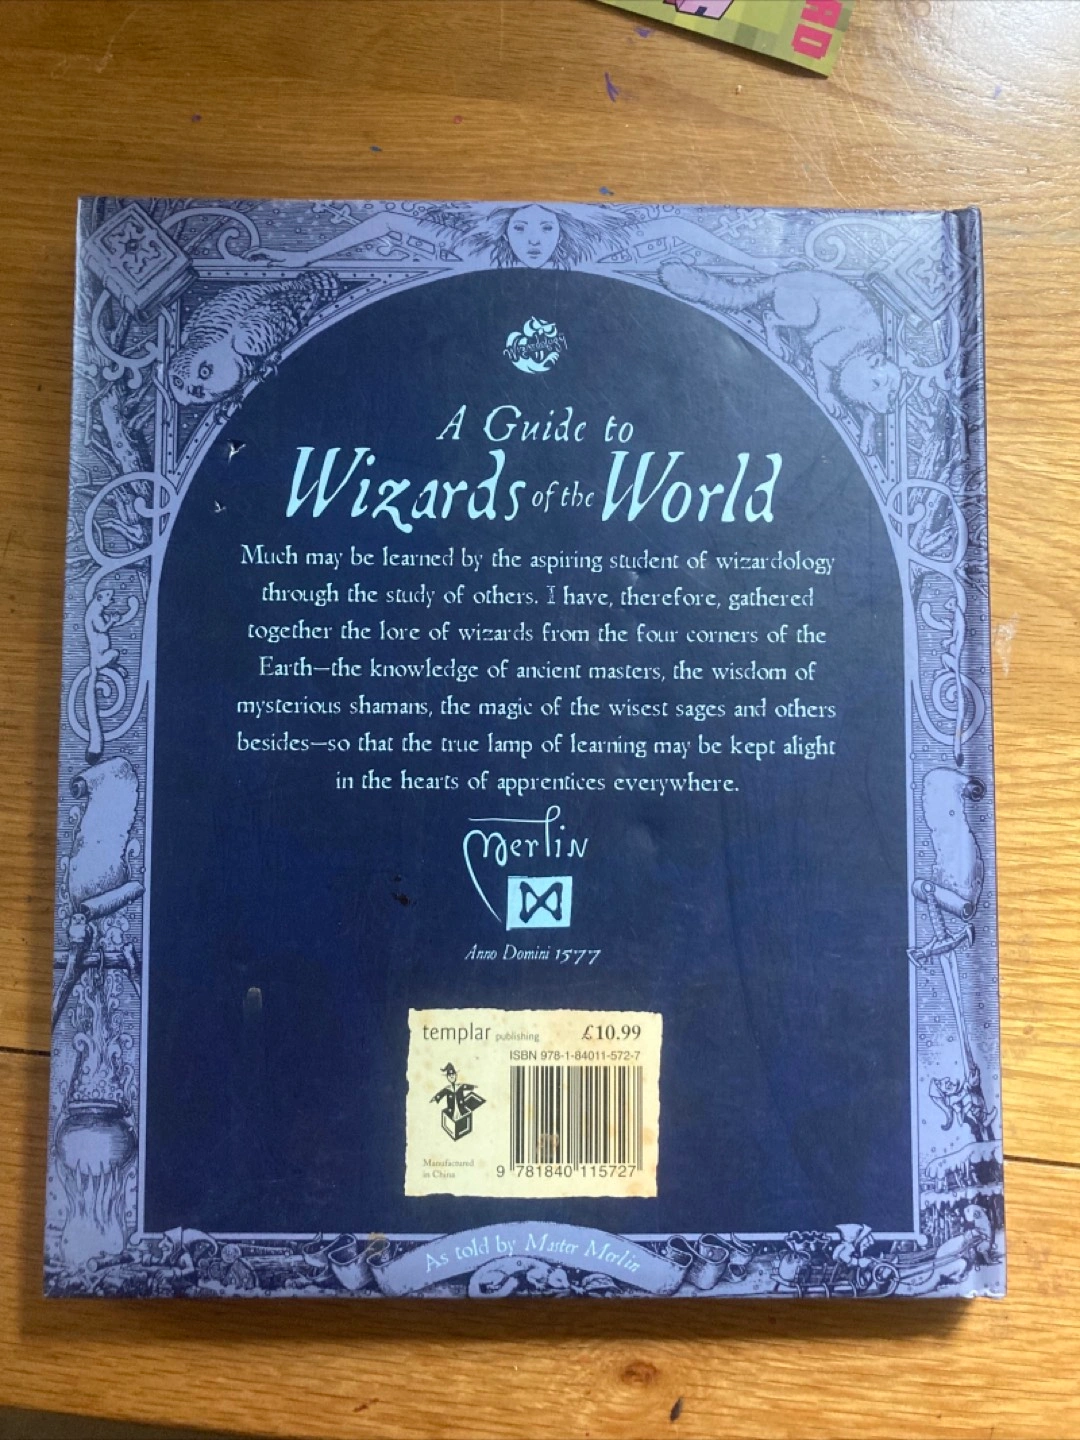 RD
Wizardology
A Guide to
Wizards of the World
Much may be learned by the aspiring student of wizardology
through the study of others. I have, therefore, gathered
together the lore of wizards from the four corners of the
Earth—the knowledge of ancient masters, the wisdom of
mysterious shamans, the magic of the wisest sages and others
besides—so that the true lamp of learning may be kept alight
in the hearts of apprentices everywhere.
Merlin
Anno Domini 1577
templar publishing £10.99
ISBN 978-1-84011-572-7
Manufactured
in China
9 781840 115727
As told by Master Merlin